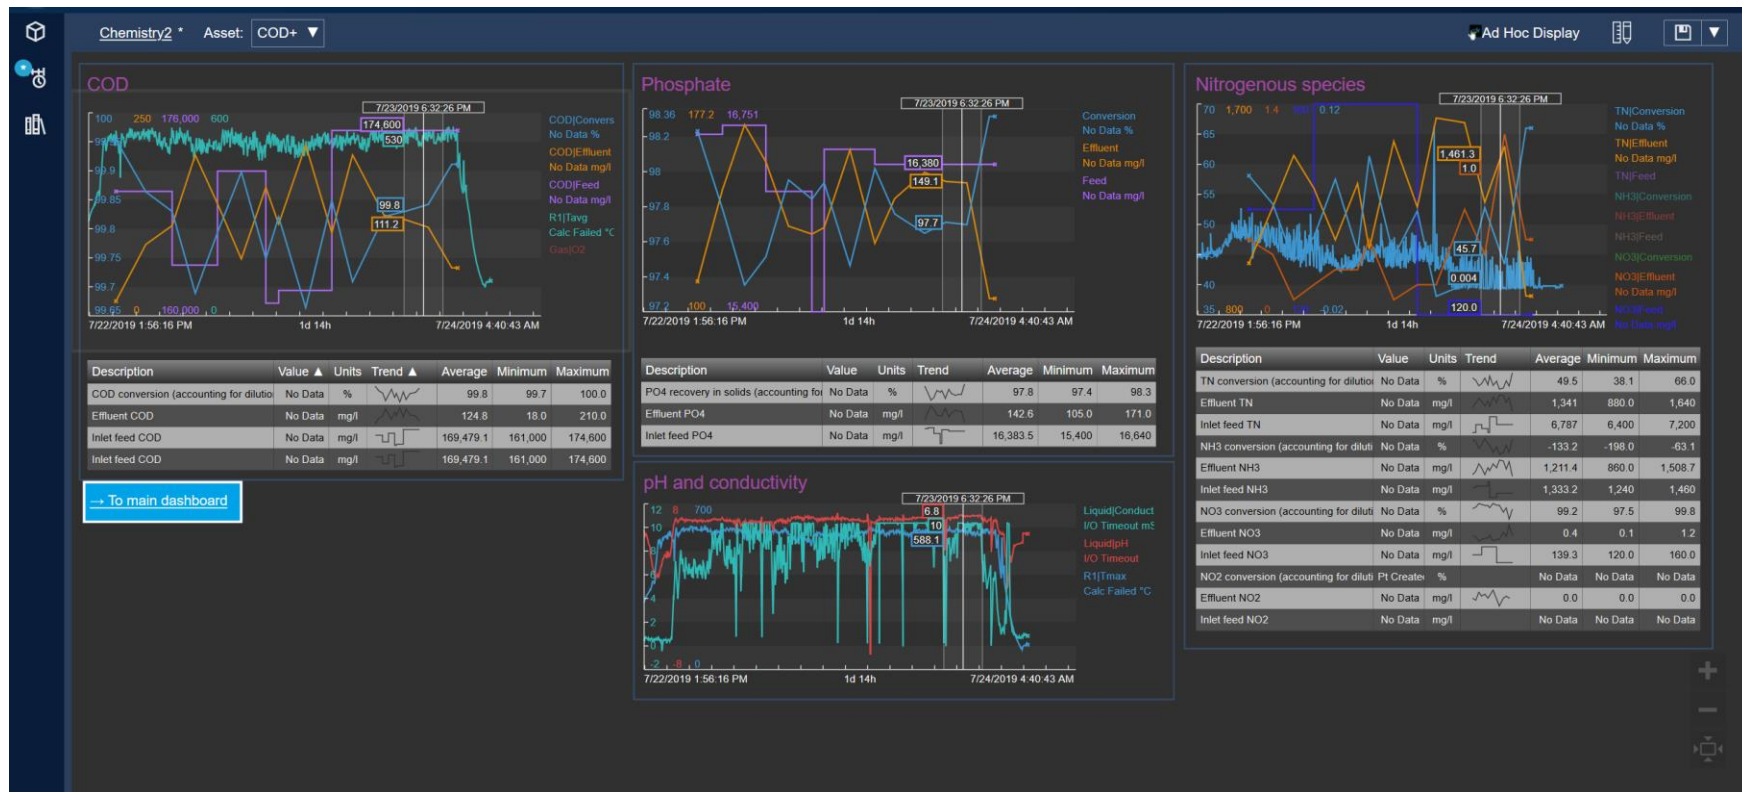 Chemistry2 * Asset: COD+ ▼ Ad Hoc Display ▼
COD
7/23/2019 6:32:26 PM
100 250 176,000 600
174,600
530
99.9
99.85
99.8
99.75
99.7
99.65 0 160,000 0
99.8
111.2
7/22/2019 1:56:16 PM 1d 14h 7/24/2019 4:40:43 AM
COD|Convers
No Data %
COD|Effluent
No Data mg/l
COD|Feed
No Data mg/l
R1|Tavg
Calc Failed °C
Gas|O2
Description Value ▲ Units Trend ▲ Average Minimum Maximum
COD conversion (accounting for dilutio No Data % 99.8 99.7 100.0
Effluent COD No Data mg/l 124.8 18.0 210.0
Inlet feed COD No Data mg/l 169,479.1 161,000 174,600
Inlet feed COD No Data mg/l 169,479.1 161,000 174,600
→ To main dashboard
Phosphate
7/23/2019 6:32:26 PM
98.36 177.2 16,751
98.2
98
97.8
97.6
97.4
97.2 100 15,400
16,380
149.1
97.7
7/22/2019 1:56:16 PM 1d 14h 7/24/2019 4:40:43 AM
Conversion
No Data %
Effluent
No Data mg/l
Feed
No Data mg/l
Description Value Units Trend Average Minimum Maximum
PO4 recovery in solids (accounting for No Data % 97.8 97.4 98.3
Effluent PO4 No Data mg/l 142.6 105.0 171.0
Inlet feed PO4 No Data mg/l 16,383.5 15,400 16,640
pH and conductivity
7/23/2019 6:32:26 PM
12 8 700
10
8
6
4
2
0
-2 -8 0
6.8
10
588.1
7/22/2019 1:56:16 PM 1d 14h 7/24/2019 4:40:43 AM
Liquid|Conduct
I/O Timeout mS
Liquid|pH
I/O Timeout
R1|Tmax
Calc Failed °C
Nitrogenous species
7/23/2019 6:32:26 PM
70 1,700 1.4 0.12
65
60
55
50
40
35 800 0 -0.02
1,461.3
1.0
45.7
0.004
120.0
7/22/2019 1:56:16 PM 1d 14h 7/24/2019 4:40:43 AM
TN|Conversion
No Data %
TN|Effluent
No Data mg/l
TN|Feed
NH3|Conversion
NH3|Effluent
NH3|Feed
NO3|Conversion
NO3|Effluent
No Data mg/l
No Data mg/l
Description Value Units Trend Average Minimum Maximum
TN conversion (accounting for dilution No Data % 49.5 38.1 66.0
Effluent TN No Data mg/l 1,341 880.0 1,640
Inlet feed TN No Data mg/l 6,787 6,400 7,200
NH3 conversion (accounting for diluti No Data % -133.2 -198.0 -63.1
Effluent NH3 No Data mg/l 1,211.4 860.0 1,508.7
Inlet feed NH3 No Data mg/l 1,333.2 1,240 1,460
NO3 conversion (accounting for diluti No Data % 99.2 97.5 99.8
Effluent NO3 No Data mg/l 0.4 0.1 1.2
Inlet feed NO3 No Data mg/l 139.3 120.0 160.0
NO2 conversion (accounting for diluti Pt Create % No Data No Data No Data
Effluent NO2 No Data mg/l 0.0 0.0 0.0
Inlet feed NO2 No Data mg/l No Data No Data No Data